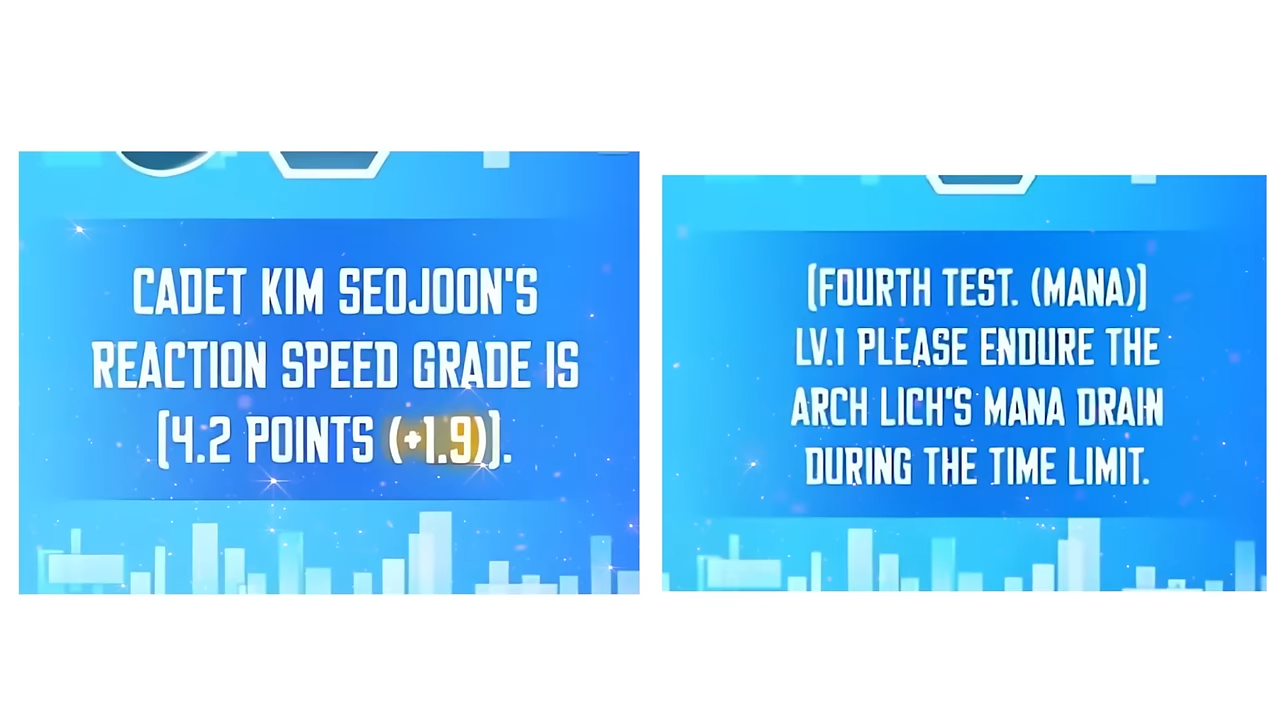 CADET KIM SEOJOON'S
REACTION SPEED GRADE IS
[4.2 POINTS (+1.9)].
[FOURTH TEST. (MANA)]
LV.1 PLEASE ENDURE THE
ARCH LICH'S MANA DRAIN
DURING THE TIME LIMIT.